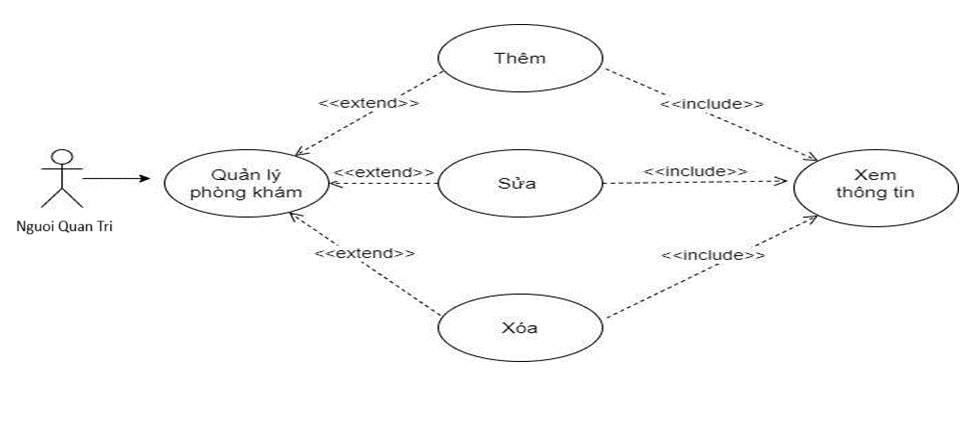 Thêm
<<extend>>
<<include>>
Quản lý
phòng khám
<<extend>>
Sửa
<<include>>
Xem
thông tin
Nguoi Quan Tri
<<extend>>
<<include>>
Xóa